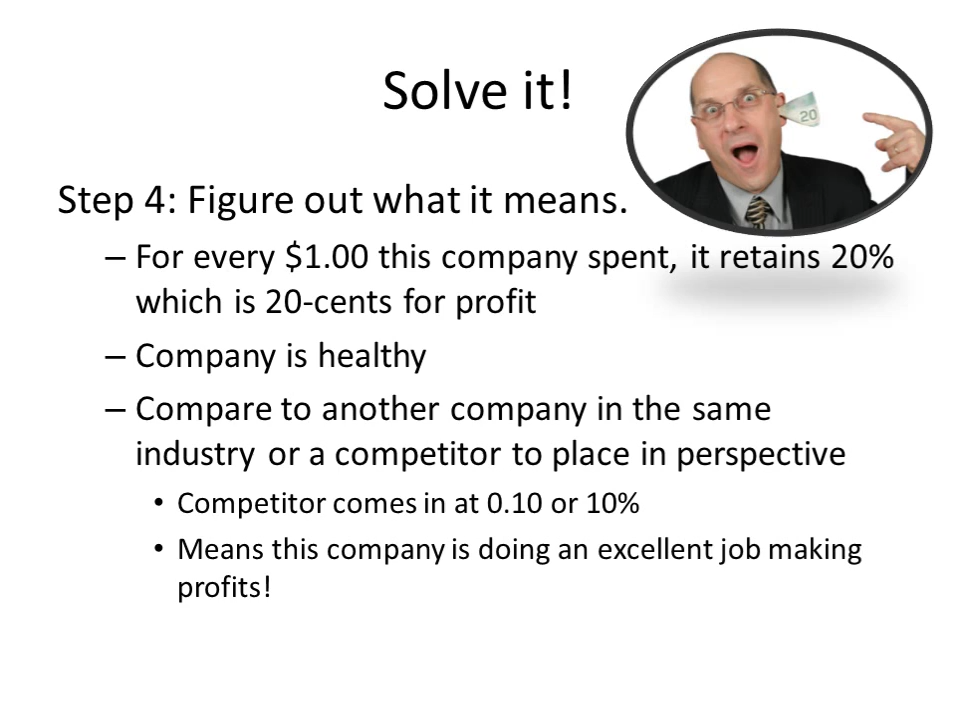 Solve it!
20
Step 4: Figure out what it means.
– For every $1.00 this company spent, it retains 20%
which is 20-cents for profit
– Company is healthy
– Compare to another company in the same
industry or a competitor to place in perspective
• Competitor comes in at 0.10 or 10%
• Means this company is doing an excellent job making
profits!